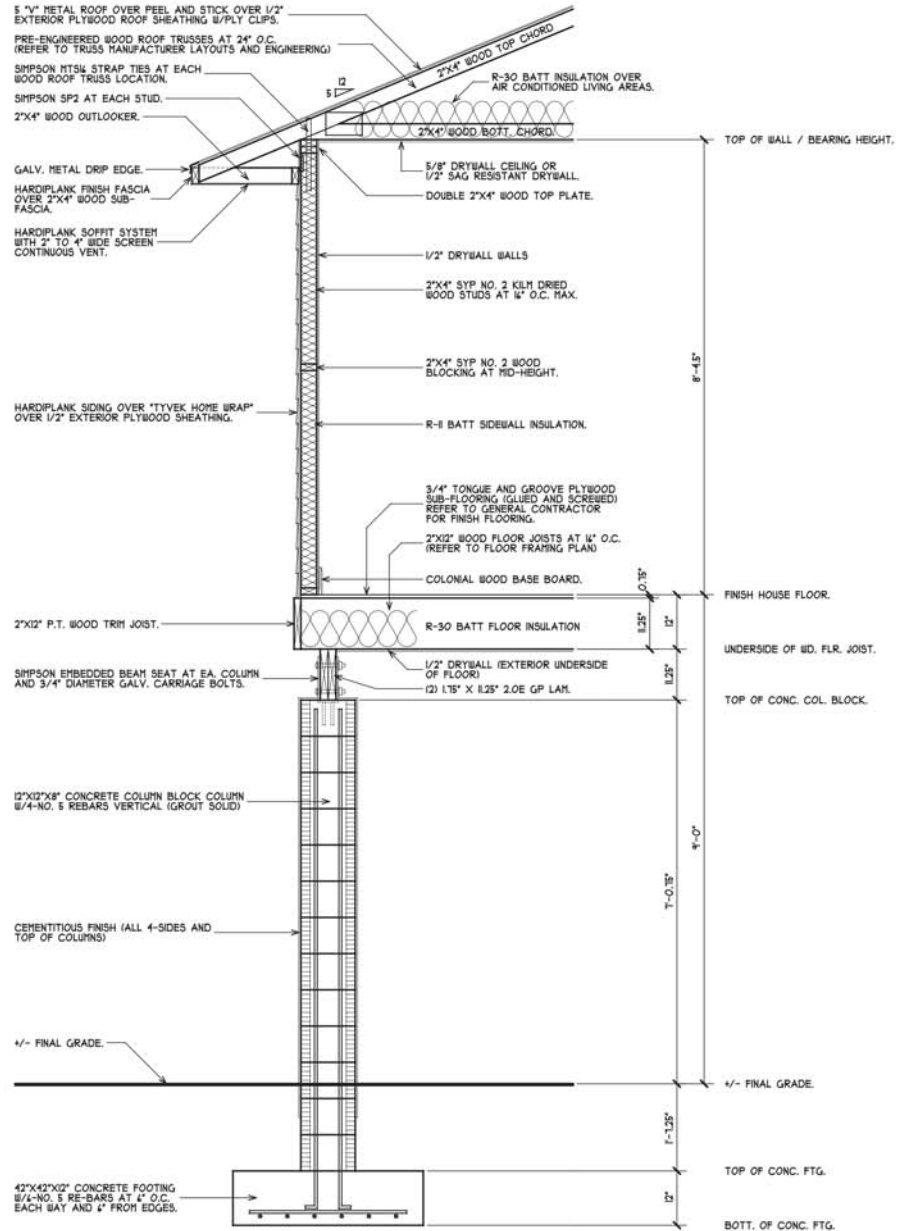 5 "V" METAL ROOF OVER PEEL AND STICK OVER 1/2"
EXTERIOR PLYWOOD ROOF SHEATHING W/PLY CLIPS.
PRE-ENGINEERED WOOD ROOF TRUSSES AT 24" O.C.
(REFER TO TRUSS MANUFACTURER LAYOUTS AND ENGINEERING)
SIMPSON MTS16 STRAP TIES AT EACH
WOOD ROOF TRUSS LOCATION.
SIMPSON SP2 AT EACH STUD.
2"X4" WOOD OUTLOOKER.
GALV. METAL DRIP EDGE.
HARDIPLANK FINISH FASCIA
OVER 2"X4" WOOD SUB-
FASCIA.
HARDIPLANK SOFFIT SYSTEM
WITH 2" TO 4" WIDE SCREEN
CONTINUOUS VENT.
12
5
2"X4" WOOD TOP CHORD
R-30 BATT INSULATION OVER
AIR CONDITIONED LIVING AREAS.
2"X4" WOOD BOTT. CHORD.
5/8" DRYWALL CEILING OR
1/2" SAG RESISTANT DRYWALL.
DOUBLE 2"X4" WOOD TOP PLATE.
TOP OF WALL / BEARING HEIGHT.
1/2" DRYWALL WALLS
2"X4" SYP NO. 2 KILM DRIED
WOOD STUDS AT 16" O.C. MAX.
2"X4" SYP NO. 2 WOOD
BLOCKING AT MID-HEIGHT.
8'-4.5"
HARDIPLANK SIDING OVER "TYVEK HOME WRAP"
OVER 1/2" EXTERIOR PLYWOOD SHEATHING.
R-11 BATT SIDEWALL INSULATION.
3/4" TONGUE AND GROOVE PLYWOOD
SUB-FLOORING (GLUED AND SCREWED)
REFER TO GENERAL CONTRACTOR
FOR FINISH FLOORING.
2"X12" WOOD FLOOR JOISTS AT 16" O.C.
(REFER TO FLOOR FRAMING PLAN)
COLONIAL WOOD BASE BOARD.
0.75"
FINISH HOUSE FLOOR.
2"X12" P.T. WOOD TRIM JOIST.
R-30 BATT FLOOR INSULATION
11.25"
12"
UNDERSIDE OF WD. FLR. JOIST.
SIMPSON EMBEDDED BEAM SEAT AT EA. COLUMN
AND 3/4" DIAMETER GALV. CARRIAGE BOLTS.
1/2" DRYWALL (EXTERIOR UNDERSIDE
OF FLOOR)
(2) 1.75" X 11.25" 2.0E GP LAM.
11.25"
TOP OF CONC. COL. BLOCK.
12"X12"X8" CONCRETE COLUMN BLOCK COLUMN
W/4-NO. 5 REBARS VERTICAL (GROUT SOLID)
9'-0"
7'-0.75"
CEMENTITIOUS FINISH (ALL 4-SIDES AND
TOP OF COLUMNS)
+/- FINAL GRADE.
+/- FINAL GRADE.
1'-7.25"
TOP OF CONC. FTG.
42"X42"X12" CONCRETE FOOTING
W/6-NO. 5 RE-BARS AT 6" O.C.
EACH WAY AND 6" FROM EDGES.
12"
BOTT. OF CONC. FTG.